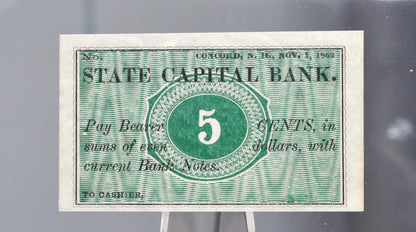 No. CONCORD, N. H., NOV. 1, 1862
STATE CAPITAL BANK.
Pay Bearer 5 CENTS, in
sums of even dollars, with
current Bank Notes.
TO CASHIER,